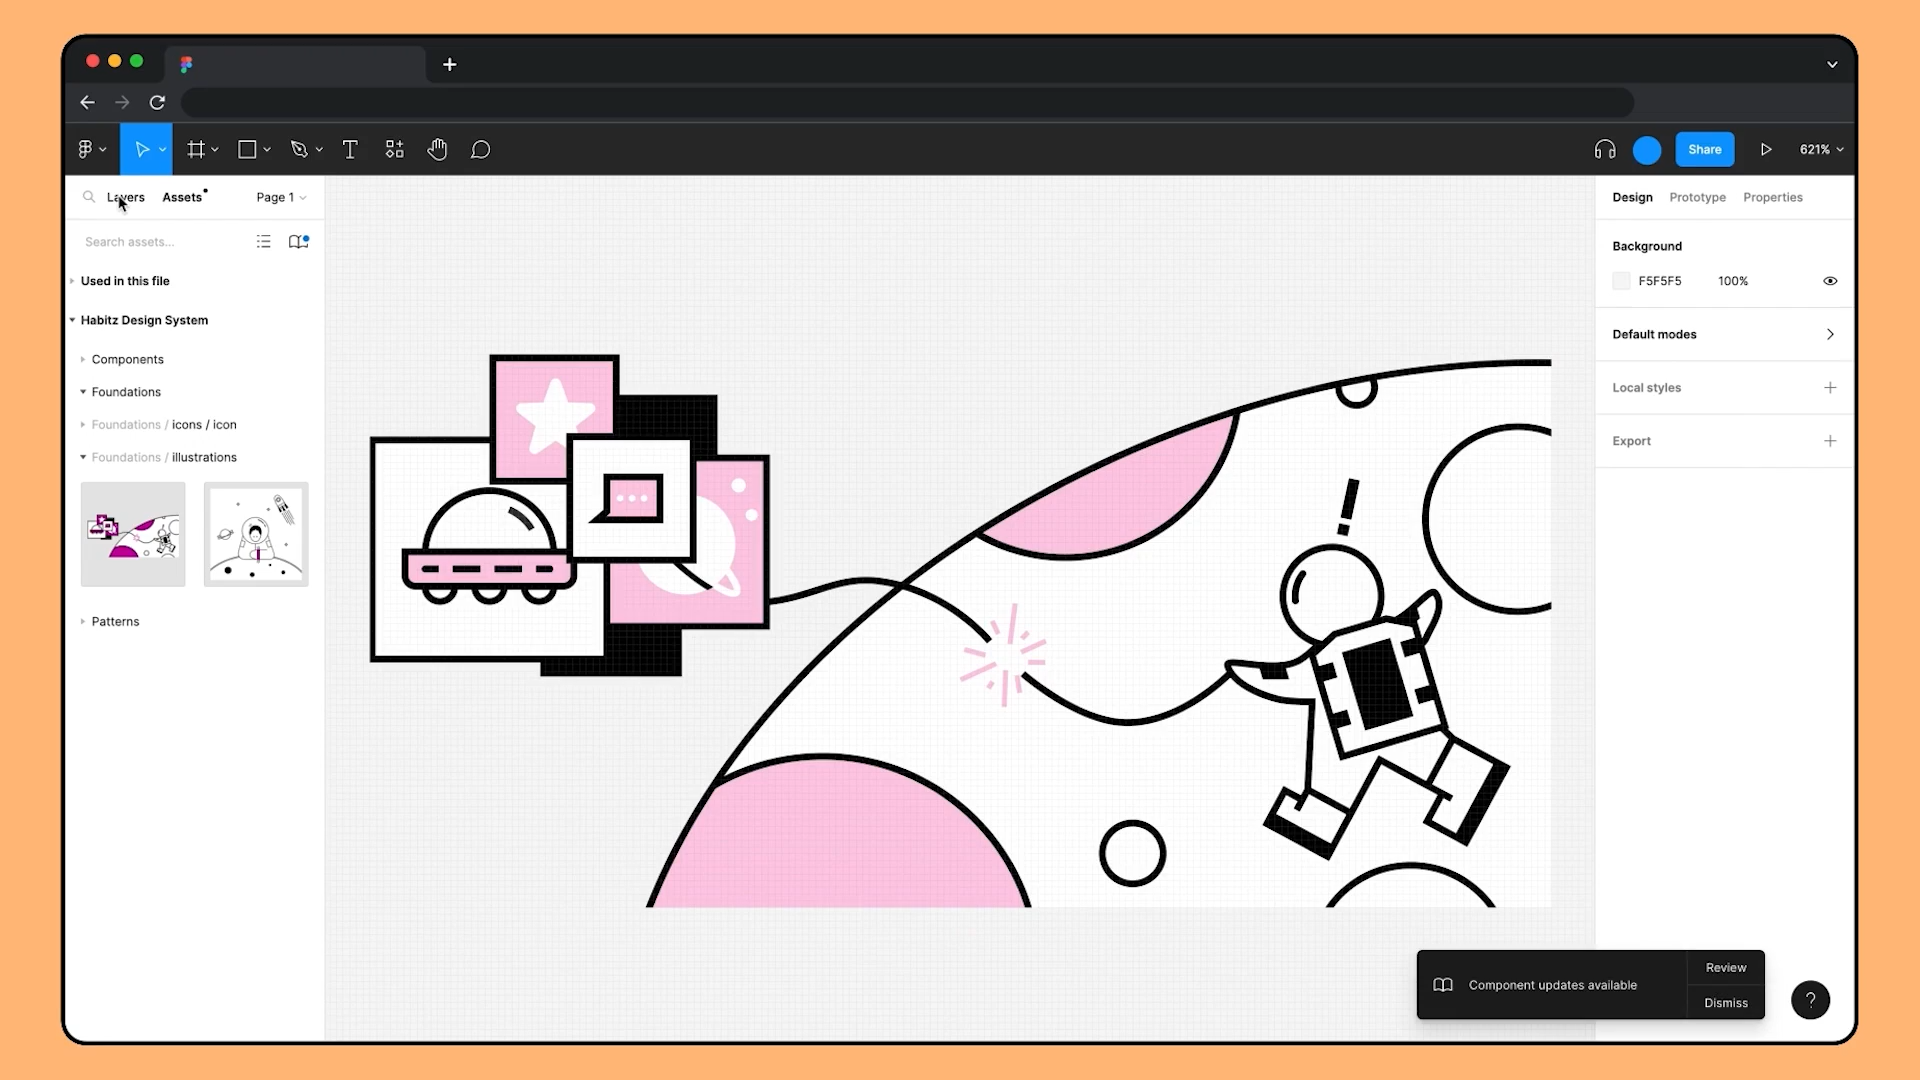 Share
621%
Layers
Assets
Page 1
Design
Prototype
Properties
Search assets...
Background
F5F5F5
100%
Used in this file
Habitz Design System
Default modes
Components
Local styles
Foundations
Foundations / icons / icon
Export
Foundations / illustrations
Patterns
!
Component updates available
Review
Dismiss
?